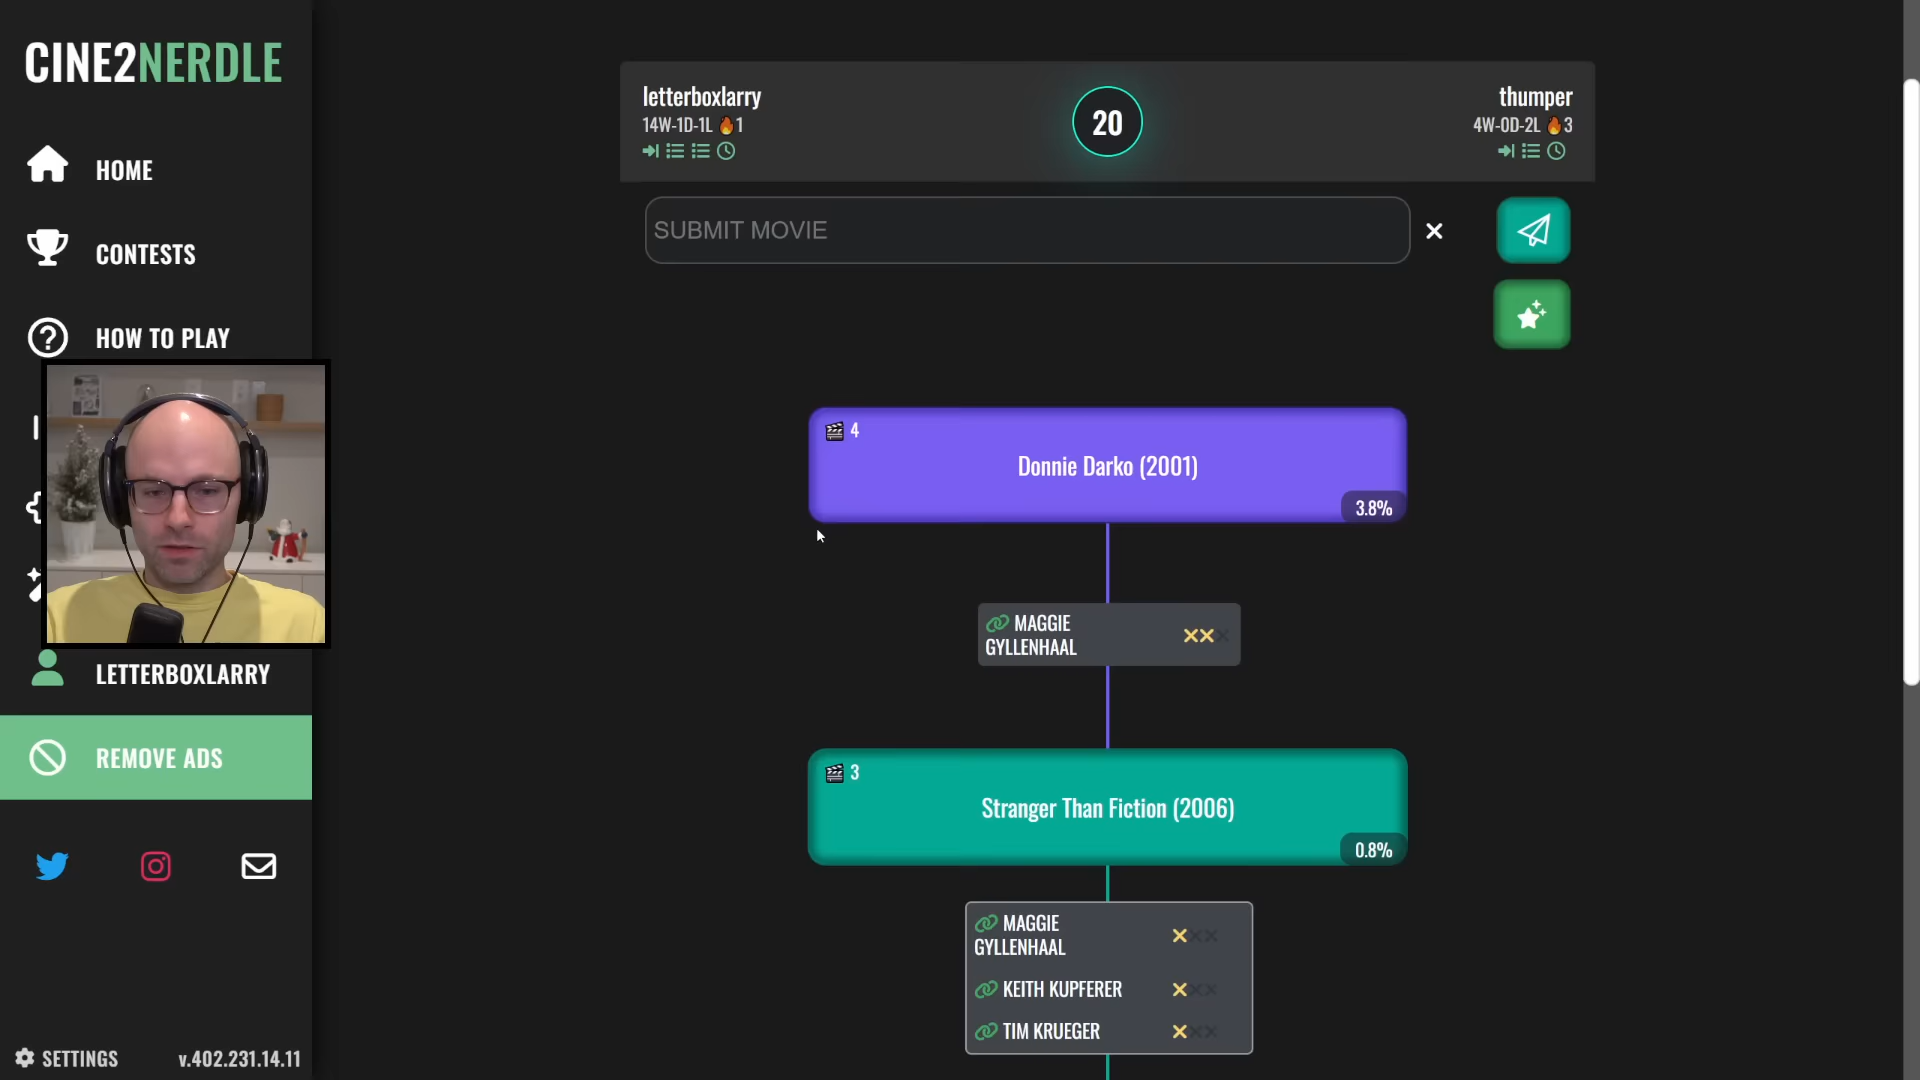 CINE2NERDLE
HOME
CONTESTS
HOW TO PLAY
LETTERBOXLARRY
REMOVE ADS
SETTINGS
v.402.231.14.11
letterboxlarry
14W-1D-1L 🔥1
20
thumper
4W-0D-2L 🔥3
SUBMIT MOVIE
4
Donnie Darko (2001)
3.8%
MAGGIE
GYLLENHAAL
3
Stranger Than Fiction (2006)
0.8%
MAGGIE
GYLLENHAAL
KEITH KUPFERER
TIM KRUEGER